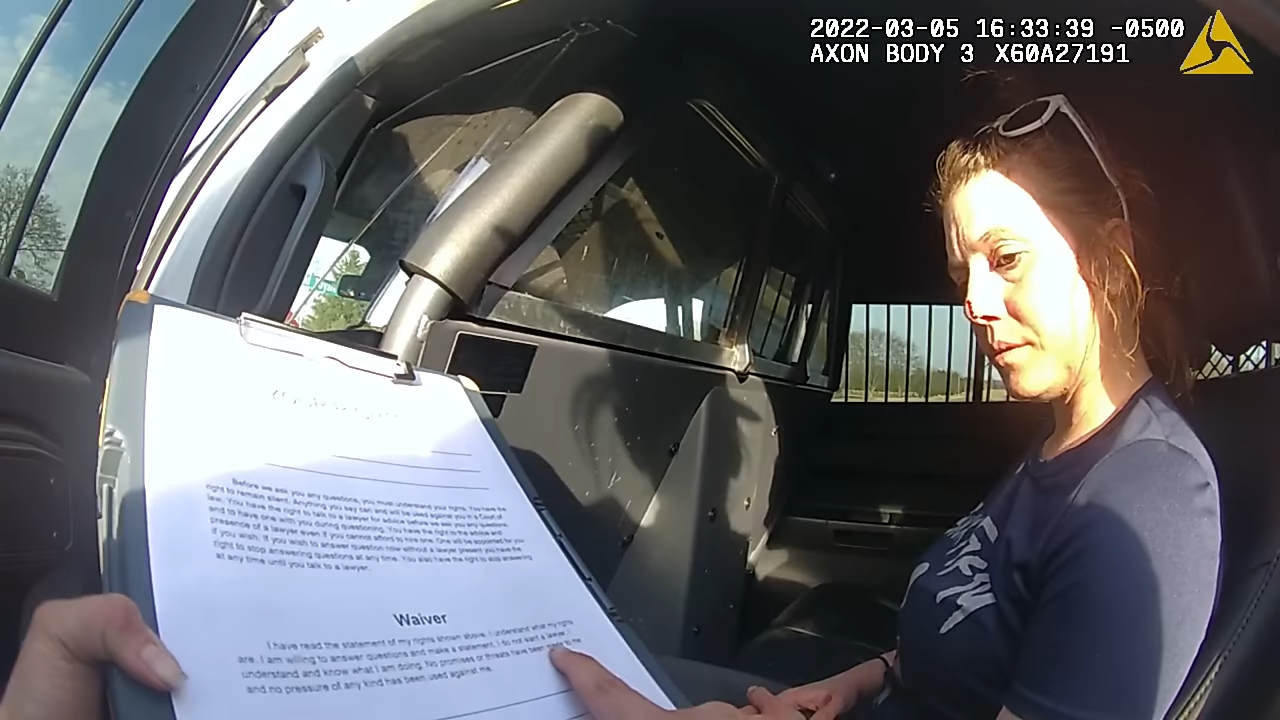 2022-03-05 16:33:39 -0500
AXON BODY 3 X60A27191
Before we ask you any questions, you must understand your rights. You have the
right to remain silent. Anything you say can and will be used against you in a Court of
law. You have the right to talk to a lawyer for advice before we ask you any questions,
and to have one with you during questioning. You have the right to the advice and
presence of a lawyer even if you cannot afford to hire one. One will be appointed for you
if you wish. If you wish to answer question now without a lawyer present, you have the
right to stop answering questions at any time. You also have the right to stop answering
at any time until you talk to a lawyer.
Waiver
I have read the statement of my rights shown above. I understand what my rights
are. I am willing to answer questions and make a statement. I do not want a lawyer. I
understand and know what I am doing. No promises or threats have been made to me
and no pressure of any kind has been used against me.